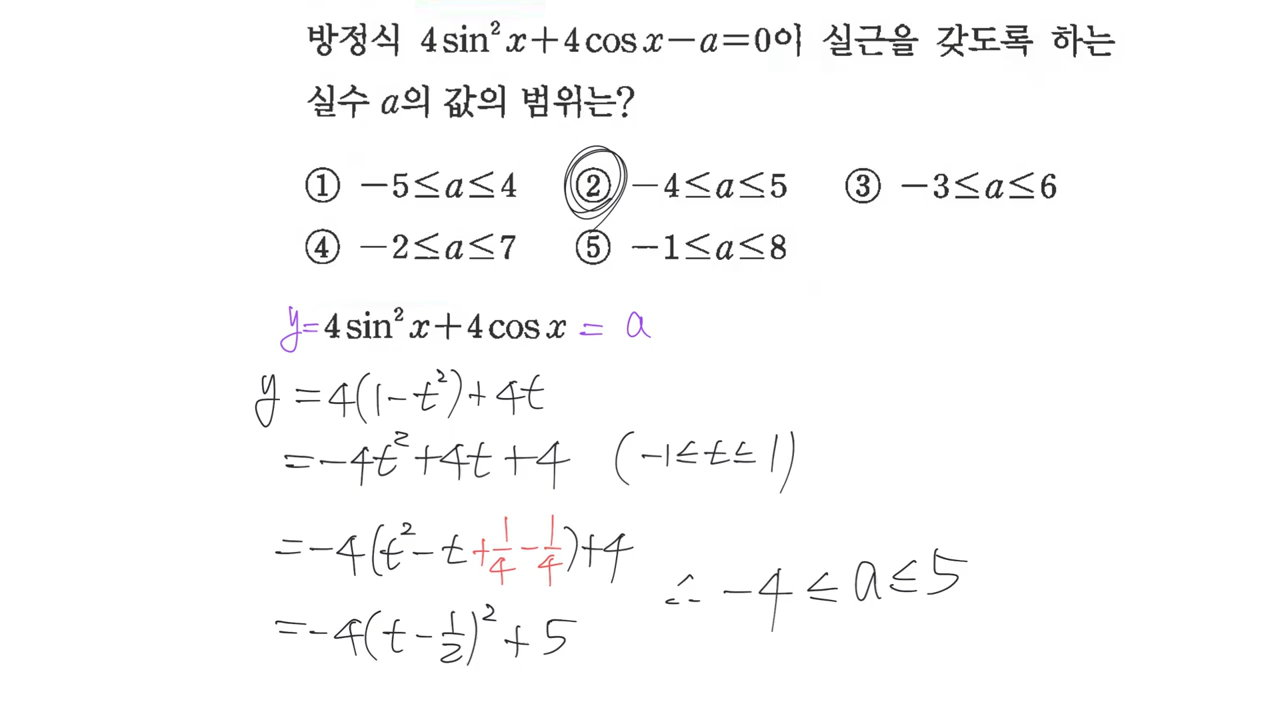 방정식 4sin²x+4cosx−a=0이 실근을 갖도록 하는
실수 a의 값의 범위는?
① −5≤a≤4 ② −4≤a≤5 ③ −3≤a≤6
④ −2≤a≤7 ⑤ −1≤a≤8
y=4sin²x+4cosx = a
y=4(1−t²)+4t
=−4t²+4t+4 (−1≤t≤1)
=−4(t²−t+1/4−1/4)+4
∴ −4≤a≤5
=−4(t−1/2)²+5